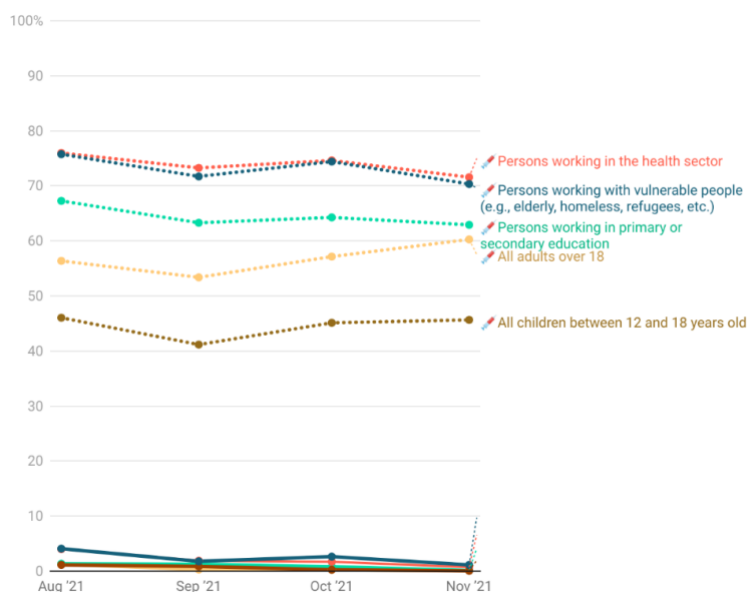 100%
90
80
70
60
50
40
30
20
10
0
Persons working in the health sector
Persons working with vulnerable people
(e.g., elderly, homeless, refugees, etc.)
Persons working in primary or
secondary education
All adults over 18
All children between 12 and 18 years old
Aug '21 Sep '21 Oct '21 Nov '21